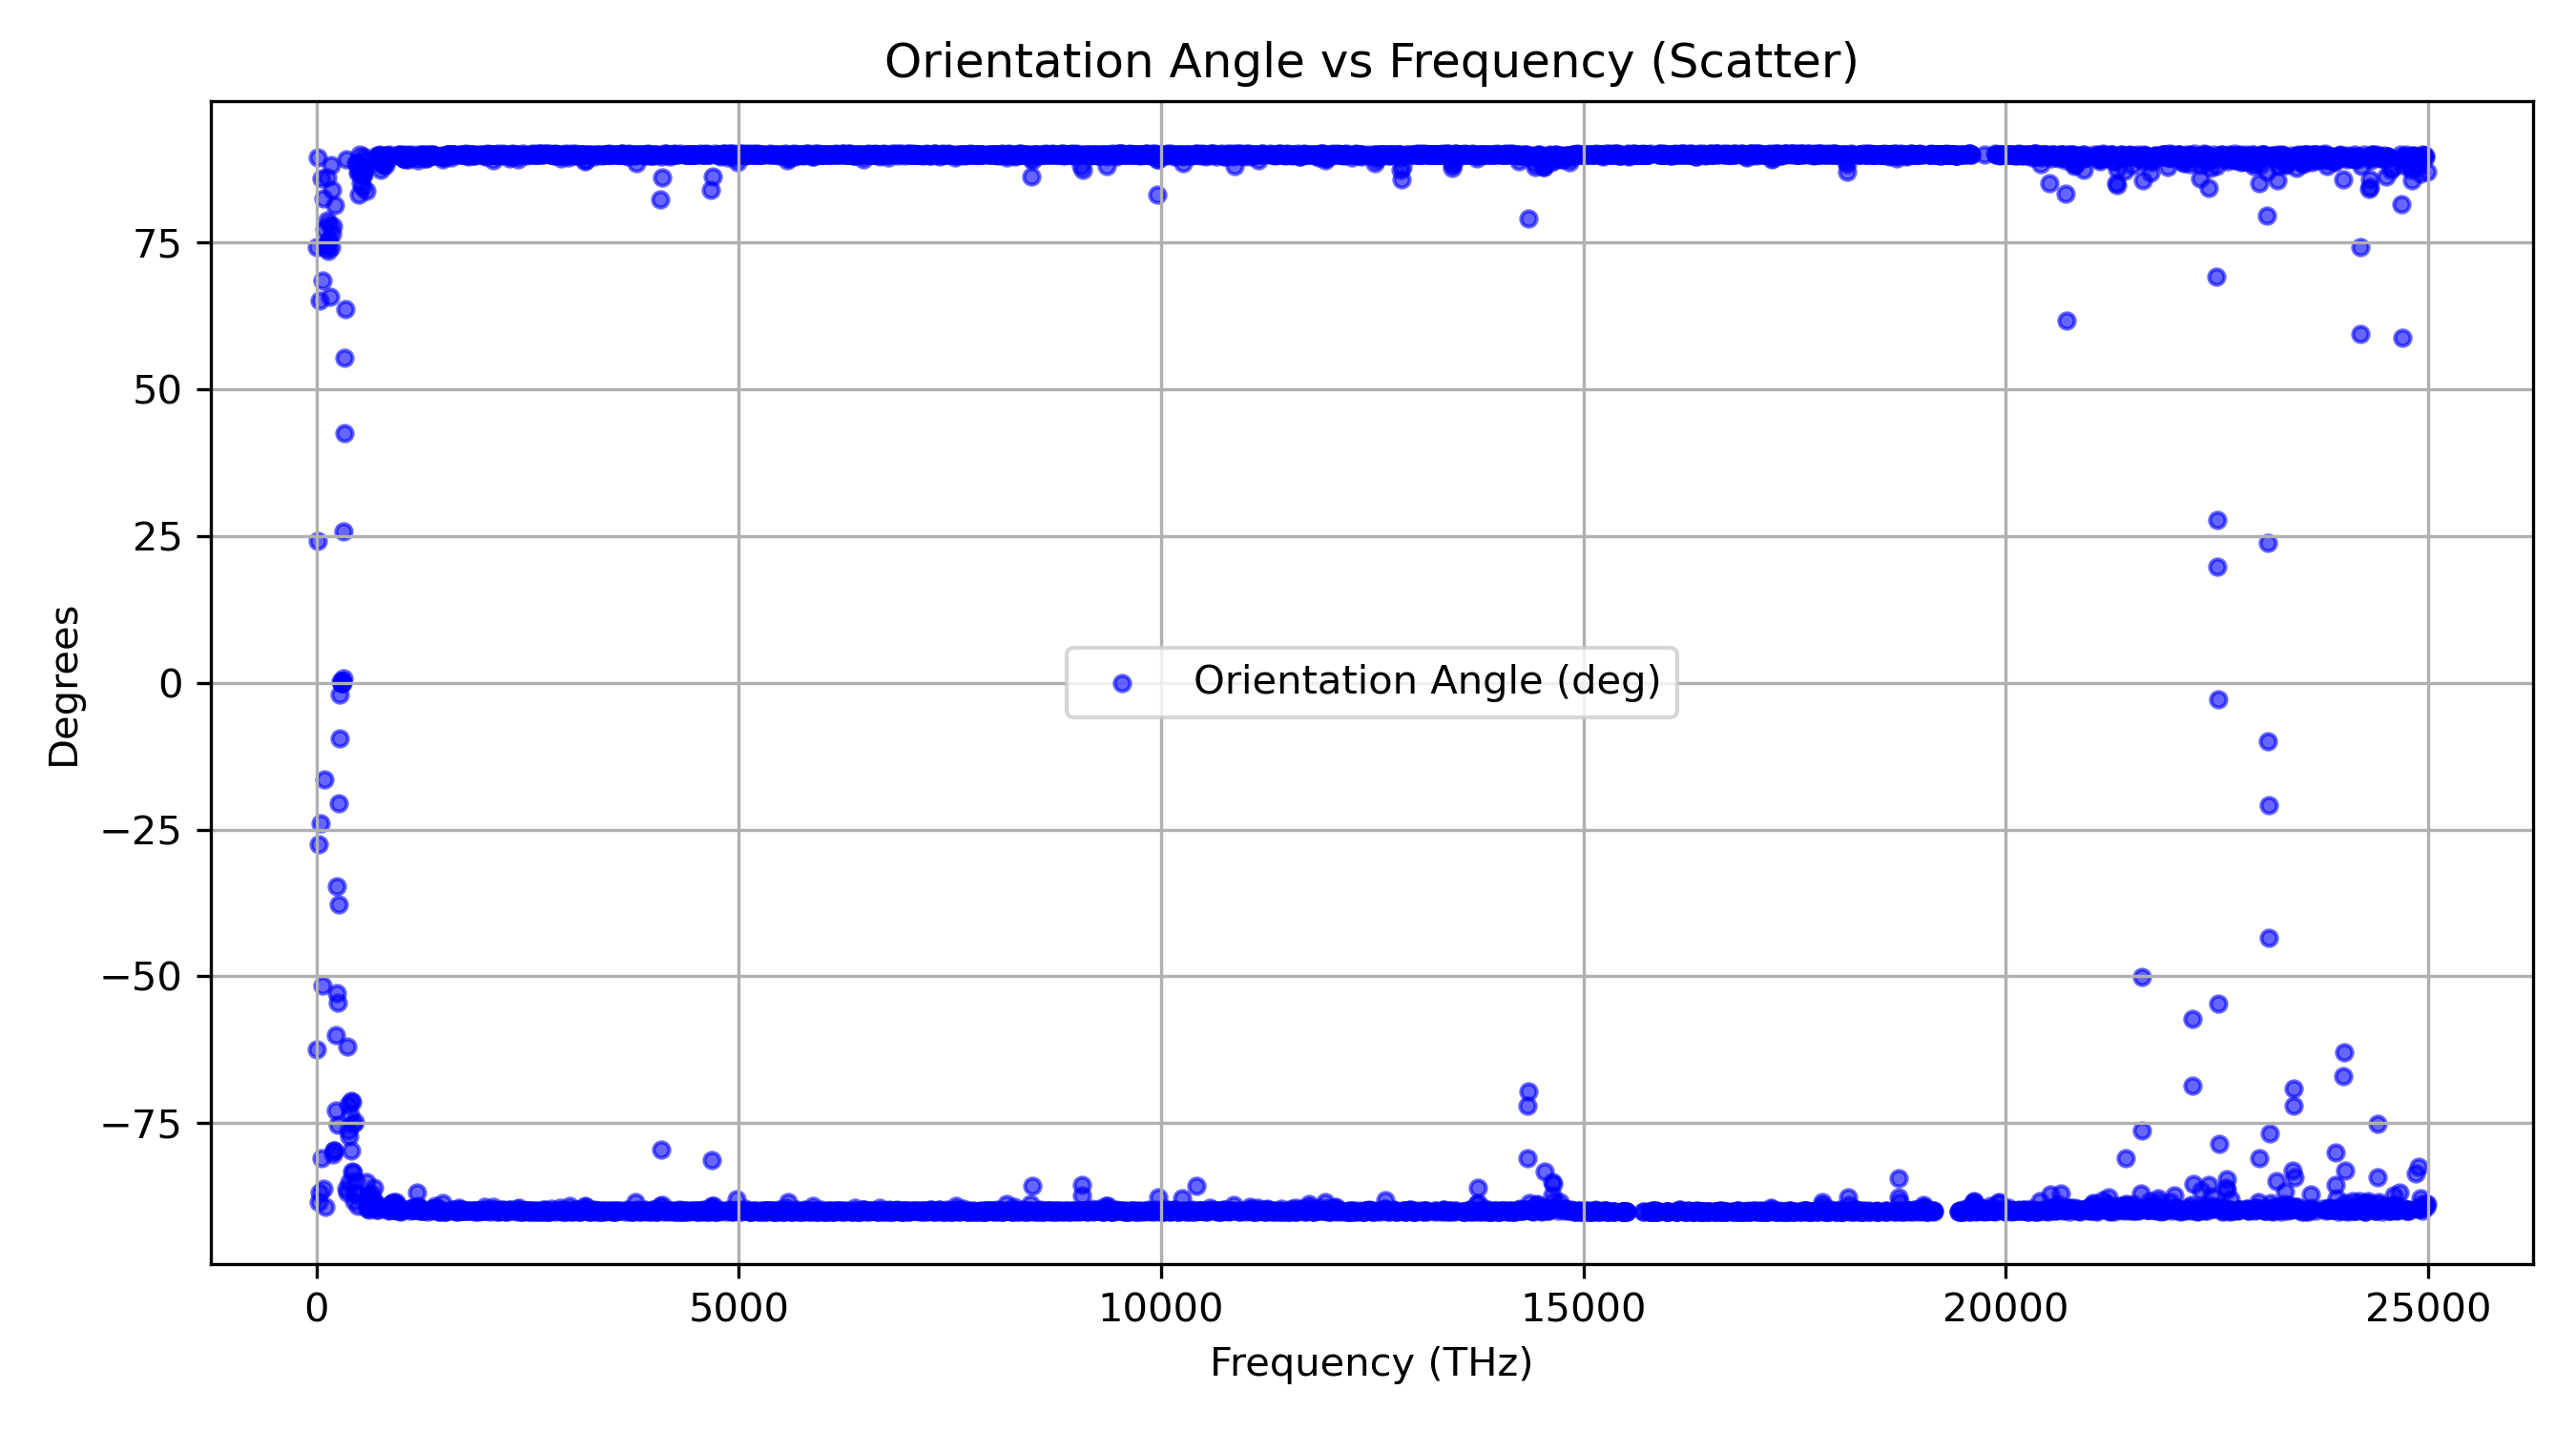 Orientation Angle vs Frequency (Scatter)
75
50
25
0
−25
−50
−75
Degrees
Orientation Angle (deg)
0 5000 10000 15000 20000 25000
Frequency (THz)